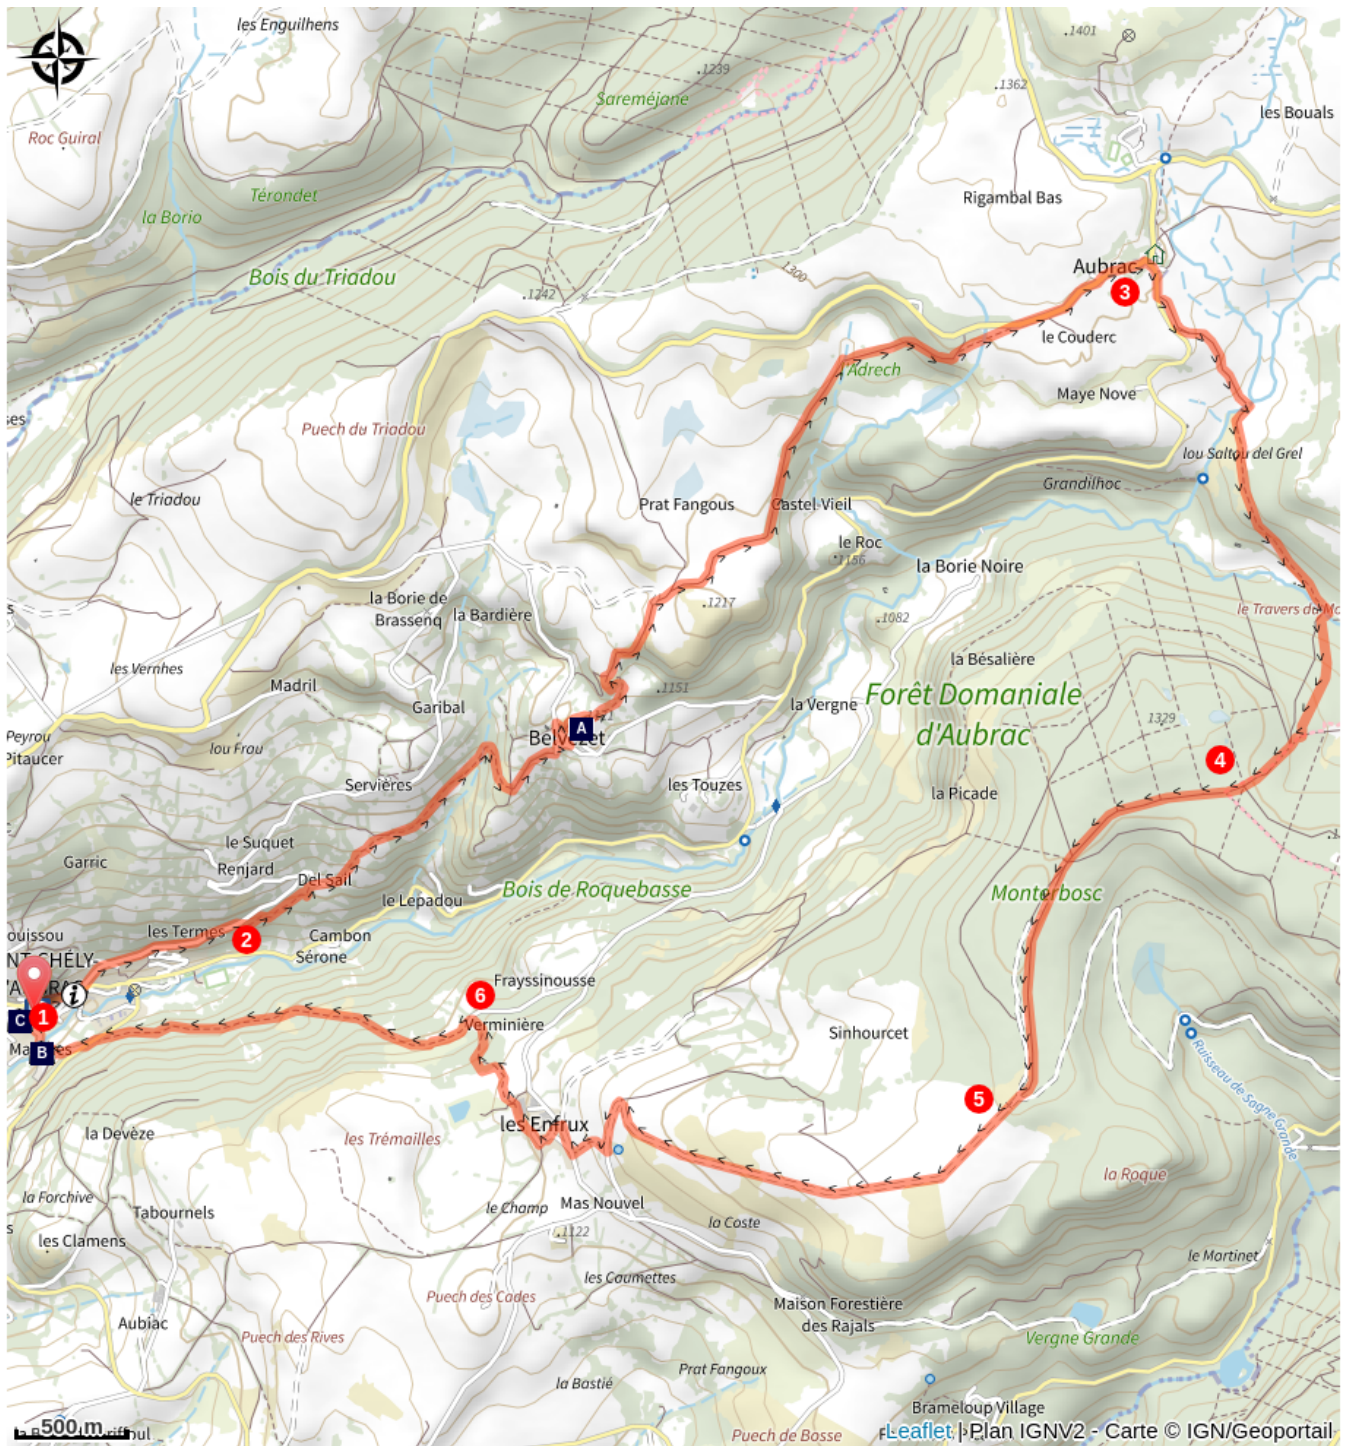 les Enguilhens
.1401
.1239
.1362
Sareméjane
les Bouals
Roc Guiral
Térondet
Rigambal Bas
la Borio
Bois du Triadou
Aubrac
1300
.1242
3
le Couderc
Adrech
Maye Nove
Puech du Triadou
lou Saltou del Grel
Grandilhoc
le Triadou
Prat Fangous
Castel Vieil
le Roc
1156
la Borie Noire
la Borie de
Brassenq
la Bardière
.1217
le Travers du
.1082
les Vernhes
la Bésalière
Madril
.1151
Forêt Domaniale
d'Aubrac
Garibal
la Vergne
1329
A
Belvezet
Peyrou
Pitaucer
lou Frau
4
Servières
les Touzes
la Picade
le Suquet
Garric
Renjard
Del Sail
Bois de Roquebasse
Monterbosc
le Lepadou
les Termes
2
Cambon
Sérone
NT-CHÉLY-
Frayssinousse
i
6
C
1
Verminière
Sinhourcet
B
Ruisseau de Sagne Grande
5
les Enfrux
la Devèze
les Trémailles
la Roque
la Forchive
le Champ
Mas Nouvel
Tabournels
la Coste
.1122
les Clamens
le Martinet
les Caumettes
Puech des Cades
Maison Forestière
des Rajals
Aubiac
Puech des Rives
Vergne Grande
Prat Fangoux
la Bastié
Brameloup Village
500 m
Puech de Bosse
Leaflet | Plan IGNV2 - Carte © IGN/Geoportail